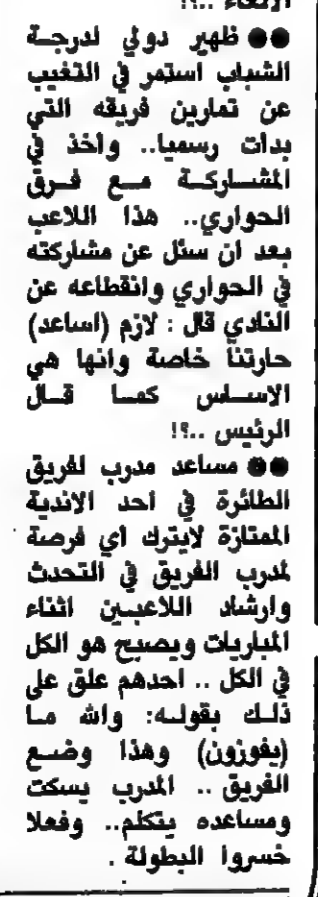 ●● ظهير دولي لدرجة
الشباب استمر في التغيب
عن تمارين فريقه التي
بدات رسميا.. واخذ في
المشاركة مع فرق
الحواري.. هذا اللاعب
بعد ان سئل عن مشاركته
في الحواري وانقطاعه عن
النادي قال : لازم (اساعد)
حارتنا خاصة وانها هي
الاساس كما قال
الرئيس ..؟!
●● مساعد مدرب لفريق
الطائرة في احد الاندية
الممتازة لايترك اي فرصة
لمدرب الفريق في التحدث
وارشاد اللاعبين اثناء
المباريات ويصبح هو الكل
في الكل .. احدهم علق على
ذلك بقوله: والله ما
(يفوزون) وهذا وضع
الفريق .. المدرب يسكت
ومساعده يتكلم.. وفعلا
خسروا البطولة .